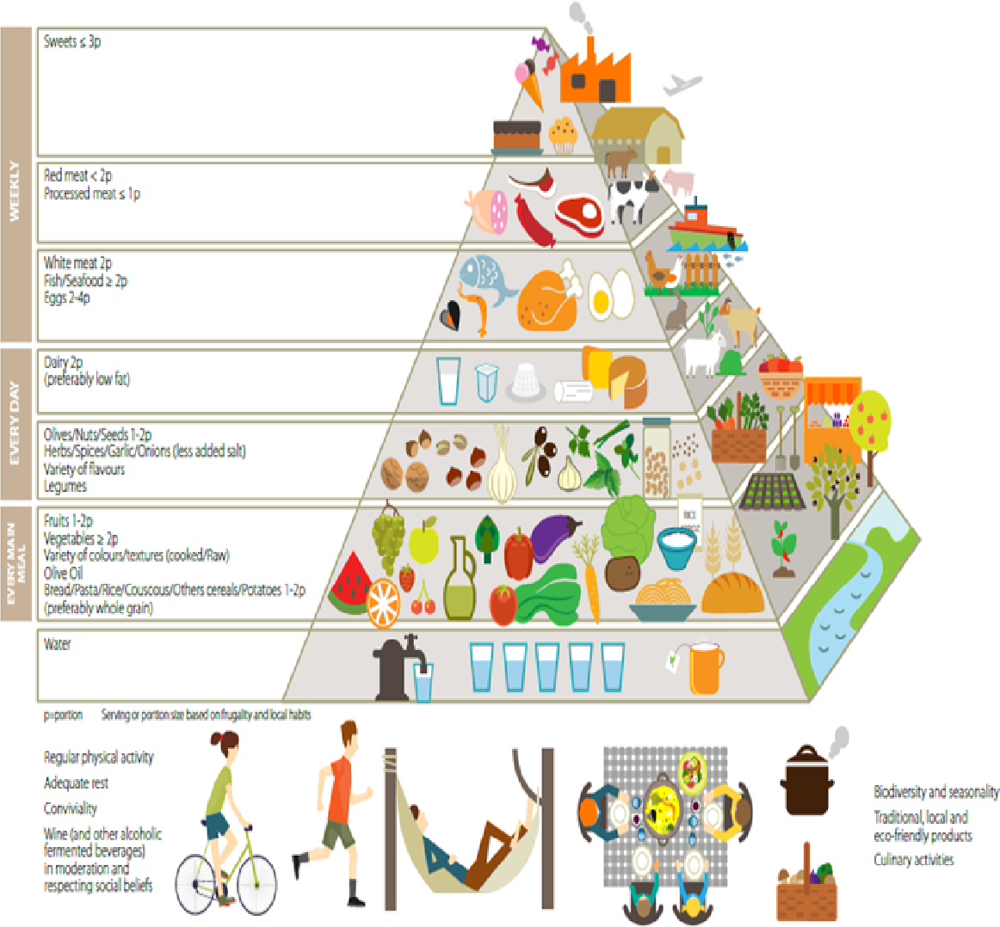 WEEKLY
Sweets ≤ 3p
Red meat < 2p
Processed meat ≤ 1p
White meat 2p
Fish/Seafood ≥ 2p
Eggs 2-4p
EVERY DAY
Dairy 2p
(preferably low fat)
Olives/Nuts/Seeds 1-2p
Herbs/Spices/Garlic/Onions (less added salt)
Variety of flavours
Legumes
EVERY MAIN
MEAL
Fruits 1-2p
Vegetables ≥ 2p
Variety of colours/textures (cooked/Raw)
Olive Oil
Bread/Pasta/Rice/Couscous/Others cereals/Potatoes 1-2p
(preferably whole grain)
RICE
Water
p=portion Serving or portion size based on frugality and local habits
Regular physical activity
Adequate rest
Conviviality
Wine (and other alcoholic
fermented beverages)
in moderation and
respecting social beliefs
Biodiversity and seasonality
Traditional, local and
eco-friendly products
Culinary activities